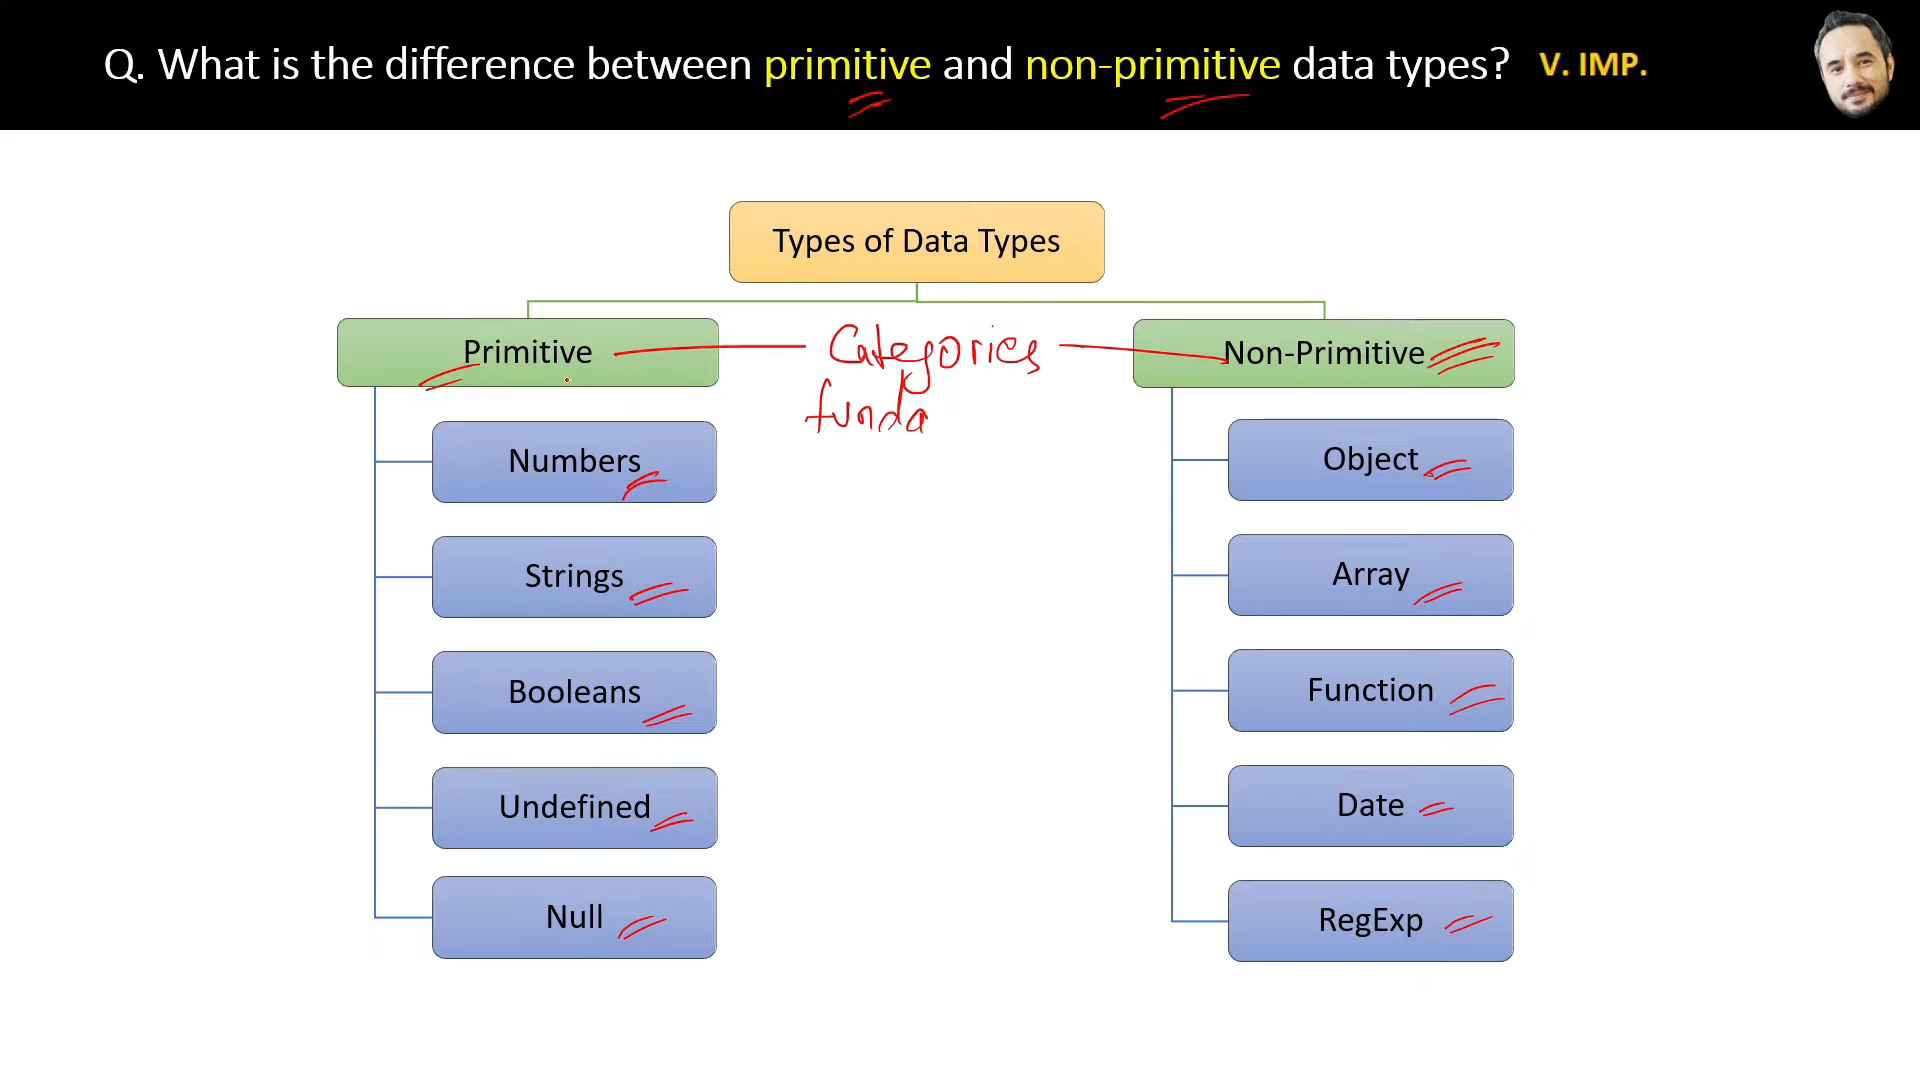 Q. What is the difference between primitive and non-primitive data types? V. IMP.
Types of Data Types
Primitive
Categories
Non-Primitive
funda
Numbers
Strings
Booleans
Undefined
Null
Object
Array
Function
Date
RegExp